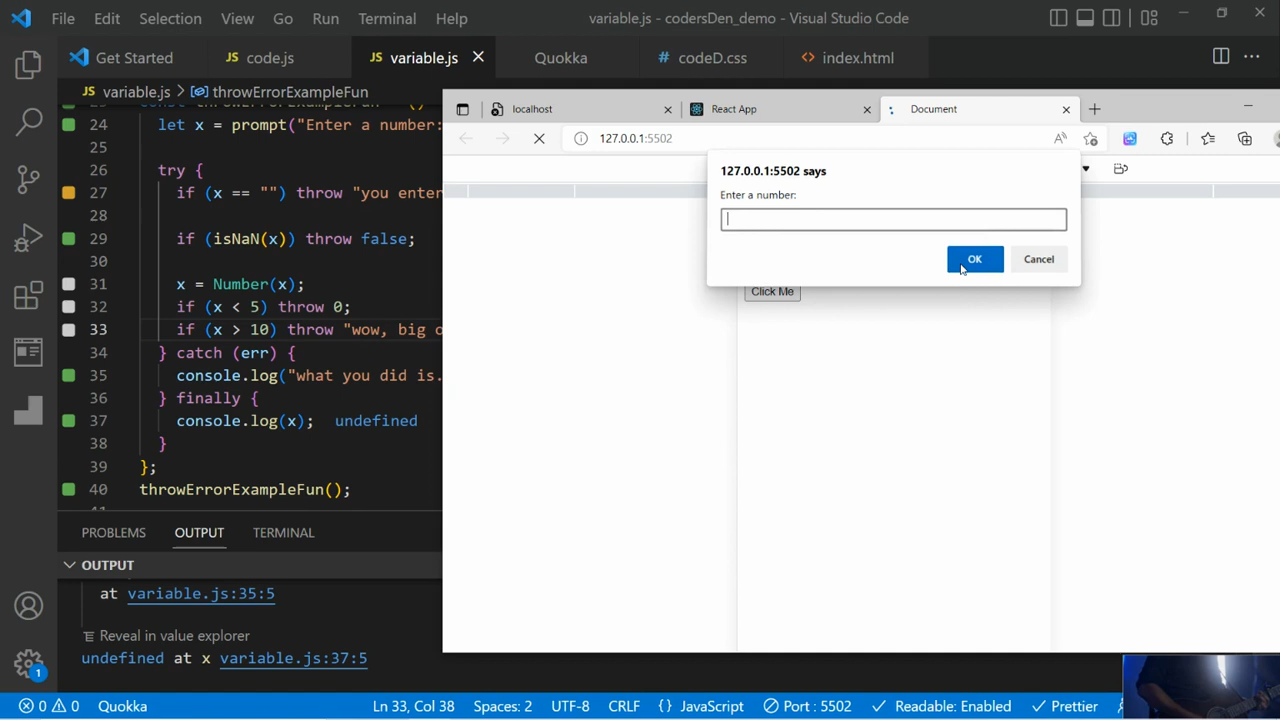 File Edit Selection View Go Run Terminal Help variable.js - codersDen_demo - Visual Studio Code
Get Started JS code.js JS variable.js Quokka # codeD.css <> index.html
JS variable.js > throwErrorExampleFun
24 let x = prompt("Enter a number:
25
26 try {
27 if (x == "") throw "you enter
28
29 if (isNaN(x)) throw false;
30
31 x = Number(x);
32 if (x < 5) throw 0;
33 if (x > 10) throw "wow, big o
34 } catch (err) {
35 console.log("what you did is.
36 } finally {
37 console.log(x); undefined
38 }
39 };
40 throwErrorExampleFun();
PROBLEMS OUTPUT TERMINAL
OUTPUT
at variable.js:35:5
Reveal in value explorer
undefined at x variable.js:37:5
localhost React App Document
127.0.0.1:5502
127.0.0.1:5502 says
Enter a number:
OK Cancel
Click Me
1
0 0 Quokka Ln 33, Col 38 Spaces: 2 UTF-8 CRLF {} JavaScript Port : 5502 Readable: Enabled Prettier